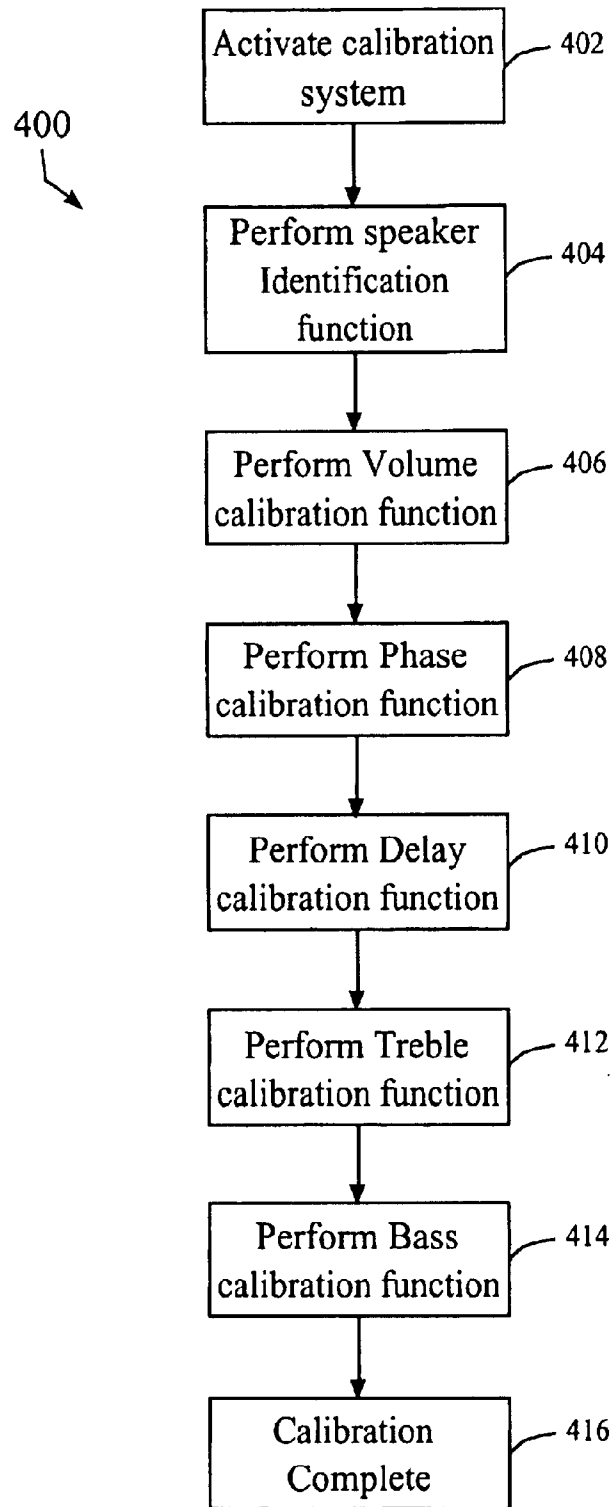 Activate calibration
system
402
400
Perform speaker
Identification
function
404
Perform Volume
calibration function
406
Perform Phase
calibration function
408
Perform Delay
calibration function
410
Perform Treble
calibration function
412
Perform Bass
calibration function
414
Calibration
Complete
416